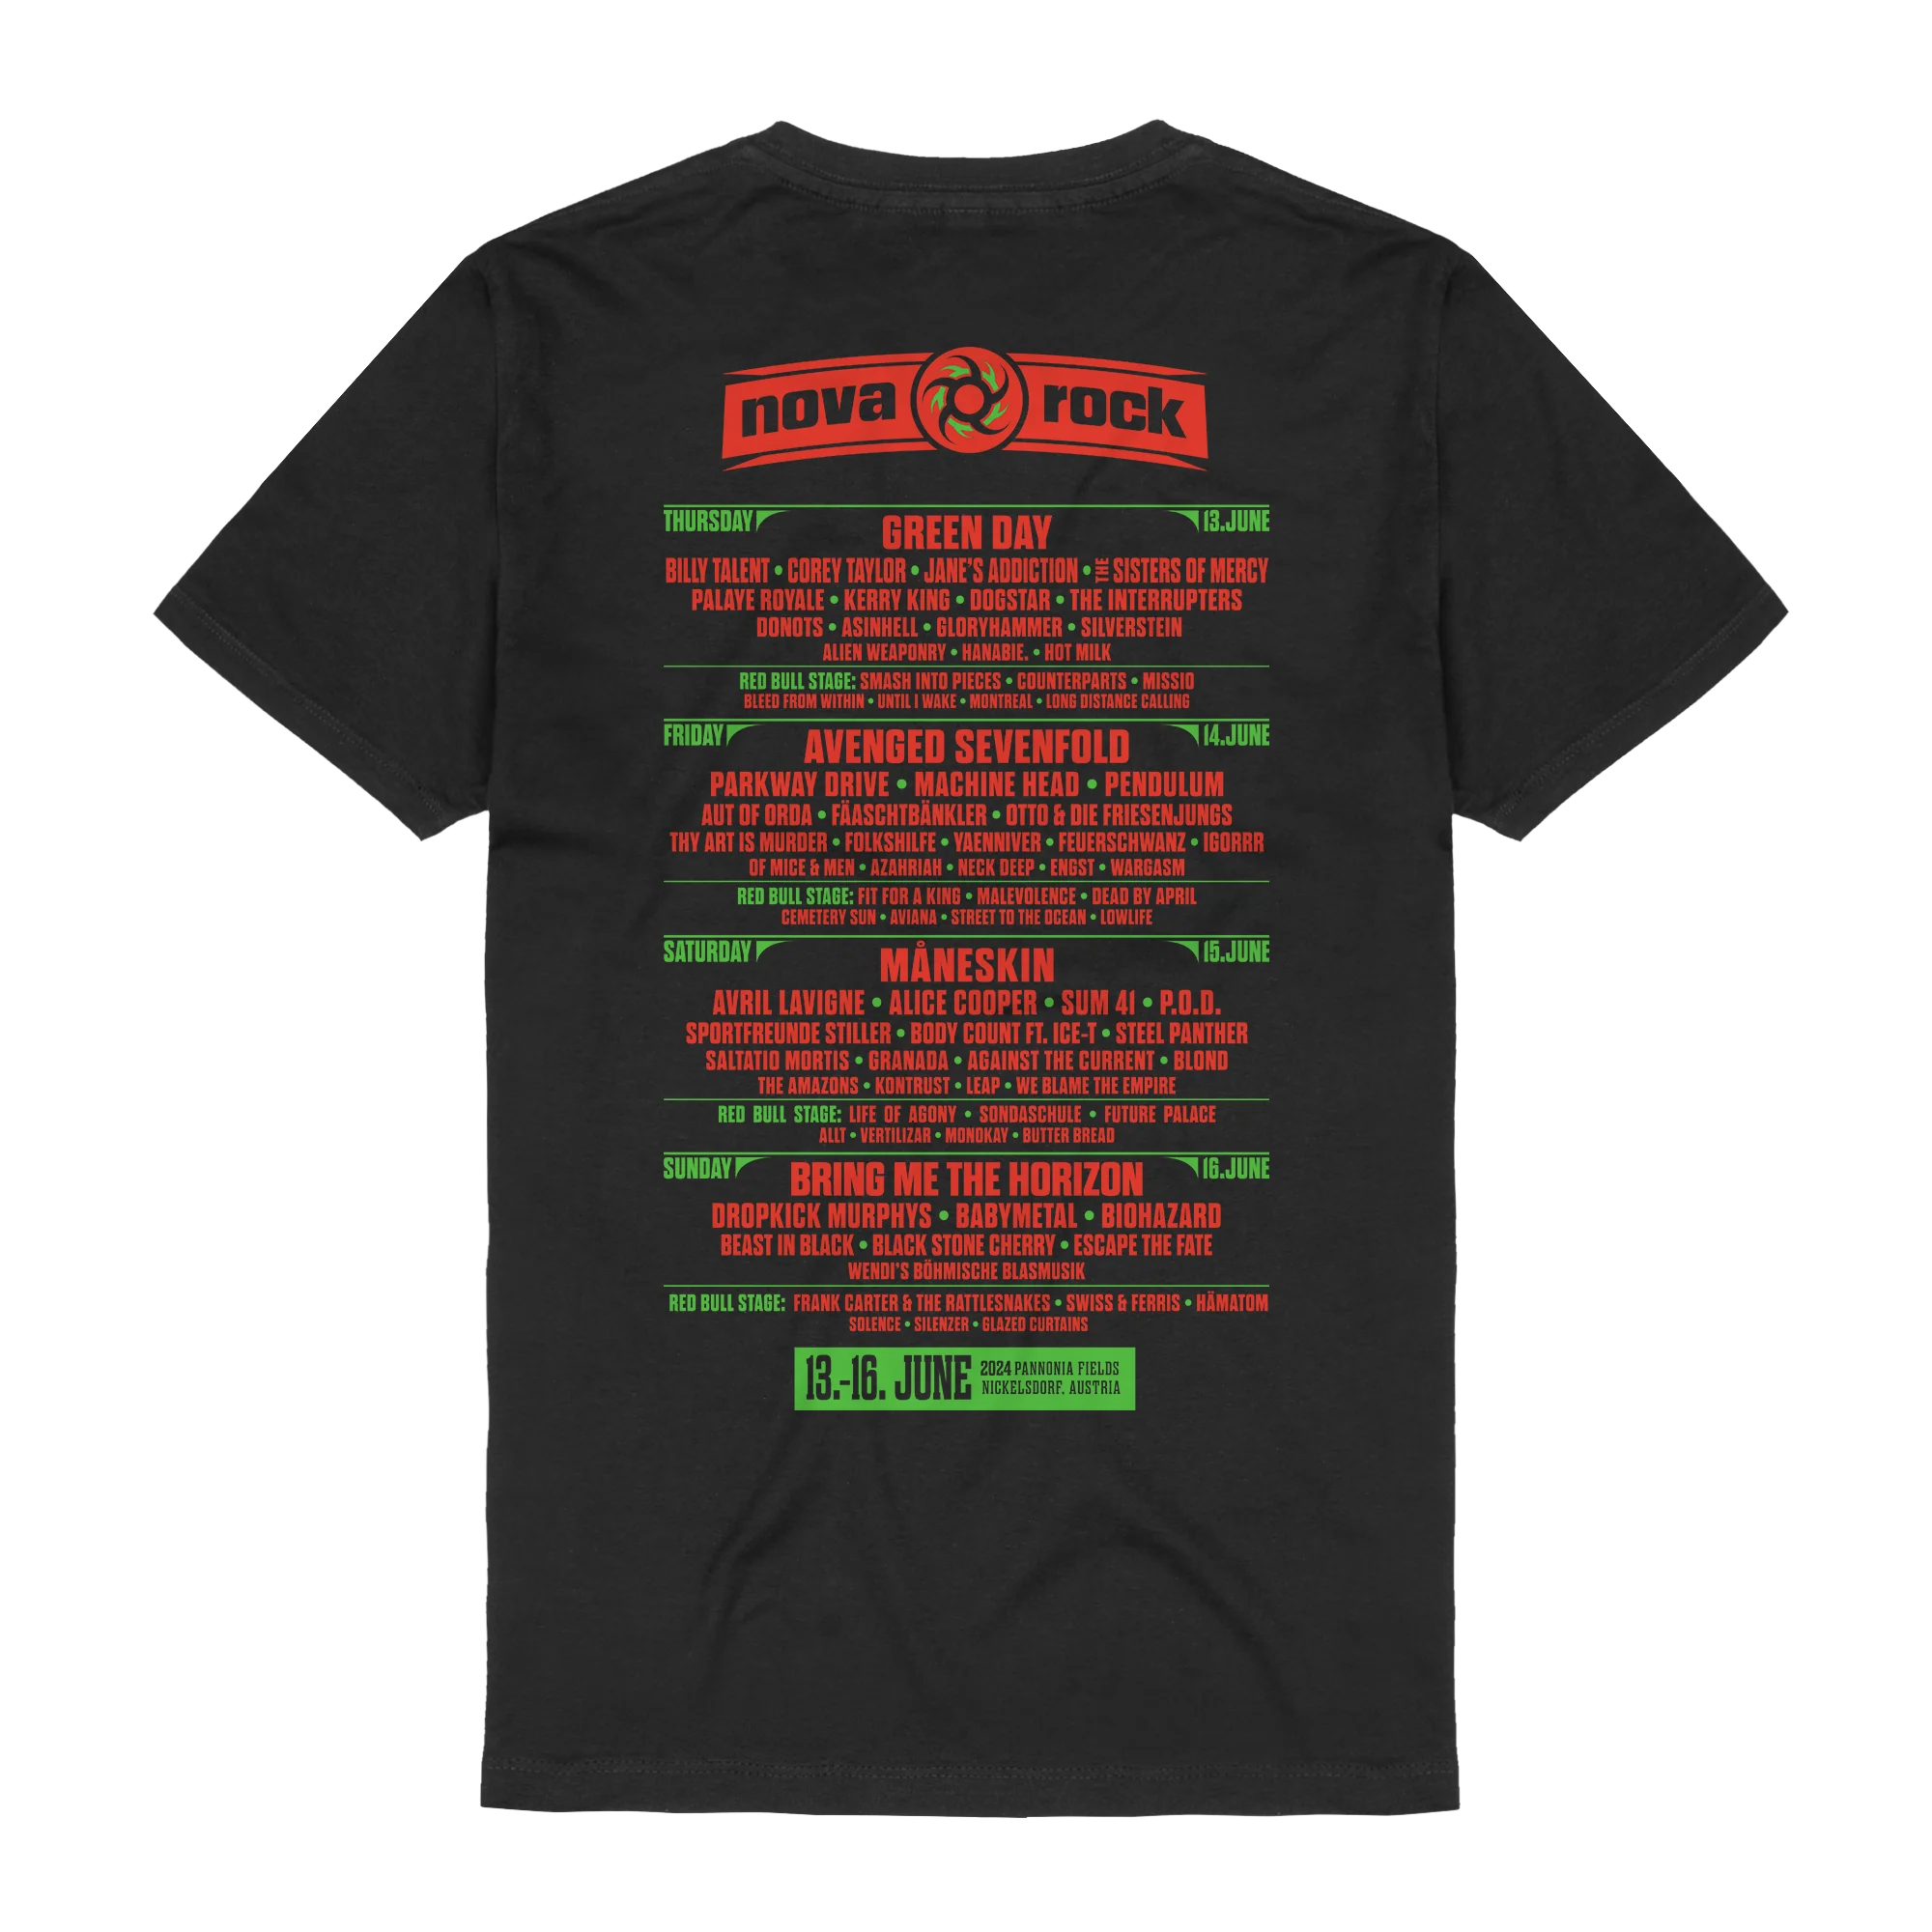 nova rock
THURSDAY 13.JUNE
GREEN DAY
BILLY TALENT • COREY TAYLOR • JANE'S ADDICTION • THE SISTERS OF MERCY
PALAYE ROYALE • KERRY KING • DOGSTAR • THE INTERRUPTERS
DONOTS • ASINHELL • GLORYHAMMER • SILVERSTEIN
ALIEN WEAPONRY • HANABIE. • HOT MILK
RED BULL STAGE: SMASH INTO PIECES • COUNTERPARTS • MISSIO
BLEED FROM WITHIN • UNTIL I WAKE • MONTREAL • LONG DISTANCE CALLING
FRIDAY 14.JUNE
AVENGED SEVENFOLD
PARKWAY DRIVE • MACHINE HEAD • PENDULUM
AUT OF ORDA • FÄASCHTBÄNKLER • OTTO & DIE FRIESENJUNGS
THY ART IS MURDER • FOLKSHILFE • YAENNIVER • FEUERSCHWANZ • IGORRR
OF MICE & MEN • AZAHRIAH • NECK DEEP • ENGST • WARGASM
RED BULL STAGE: FIT FOR A KING • MALEVOLENCE • DEAD BY APRIL
CEMETERY SUN • AVIANA • STREET TO THE OCEAN • LOWLIFE
SATURDAY 15.JUNE
MÅNESKIN
AVRIL LAVIGNE • ALICE COOPER • SUM 41 • P.O.D.
SPORTFREUNDE STILLER • BODY COUNT FT. ICE-T • STEEL PANTHER
SALTATIO MORTIS • GRANADA • AGAINST THE CURRENT • BLOND
THE AMAZONS • KONTRUST • LEAP • WE BLAME THE EMPIRE
RED BULL STAGE: LIFE OF AGONY • SONDASCHULE • FUTURE PALACE
ALLT • VERTILIZAR • MONOKAY • BUTTER BREAD
SUNDAY 16.JUNE
BRING ME THE HORIZON
DROPKICK MURPHYS • BABYMETAL • BIOHAZARD
BEAST IN BLACK • BLACK STONE CHERRY • ESCAPE THE FATE
WENDI'S BÖHMISCHE BLASMUSIK
RED BULL STAGE: FRANK CARTER & THE RATTLESNAKES • SWISS & FERRIS • HÄMATOM
SOLENCE • SILENZER • GLAZED CURTAINS
13.-16. JUNE 2024 PANNONIA FIELDS
NICKELSDORF, AUSTRIA